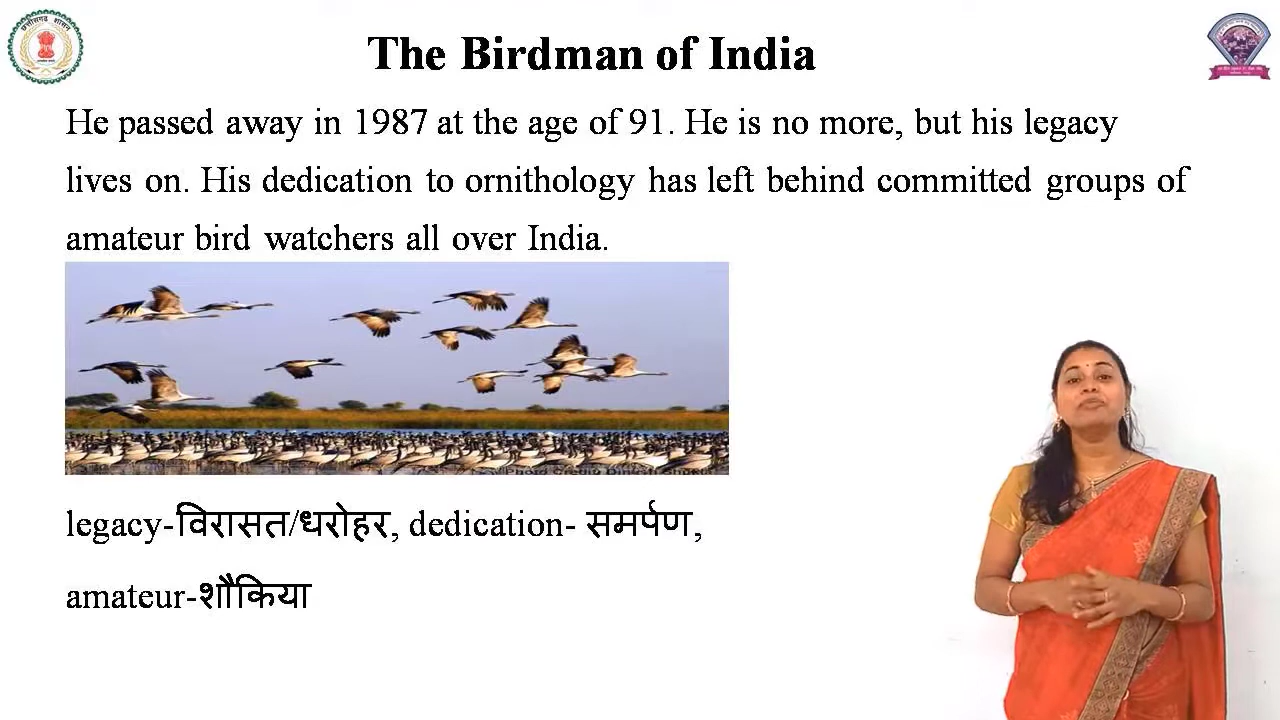 The Birdman of India
He passed away in 1987 at the age of 91. He is no more, but his legacy
lives on. His dedication to ornithology has left behind committed groups of
amateur bird watchers all over India.
legacy-विरासत/धरोहर, dedication- समर्पण,
amateur-शौकिया